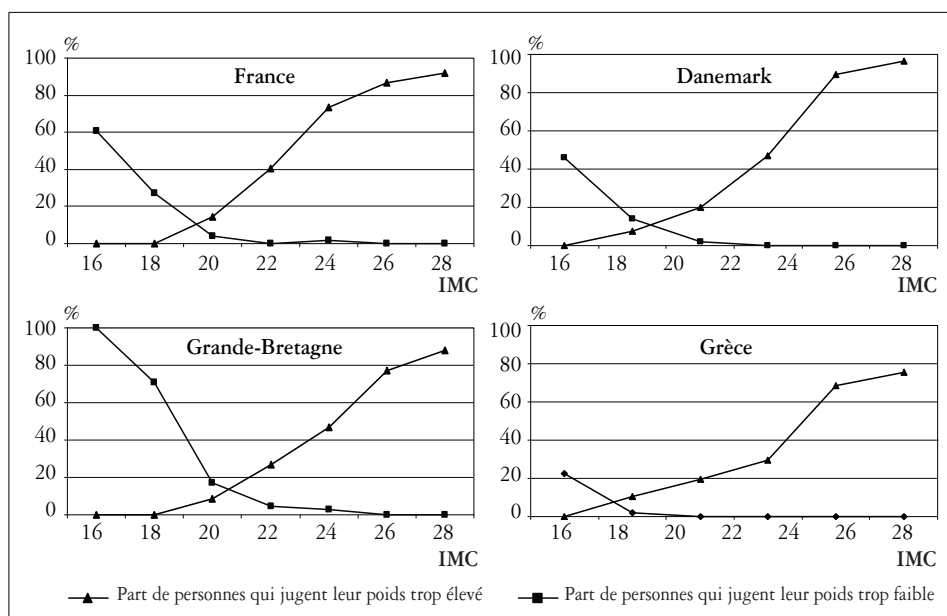 %
France
100
80
60
40
20
0
16 18 20 22 24 26 28
IMC
%
Danemark
100
80
60
40
20
0
16 18 20 22 24 26 28
IMC
%
Grande-Bretagne
100
80
60
40
20
0
16 18 20 22 24 26 28
IMC
%
Grèce
100
80
60
40
20
0
16 18 20 22 24 26 28
IMC
Part de personnes qui jugent leur poids trop élevé
Part de personnes qui jugent leur poids trop faible